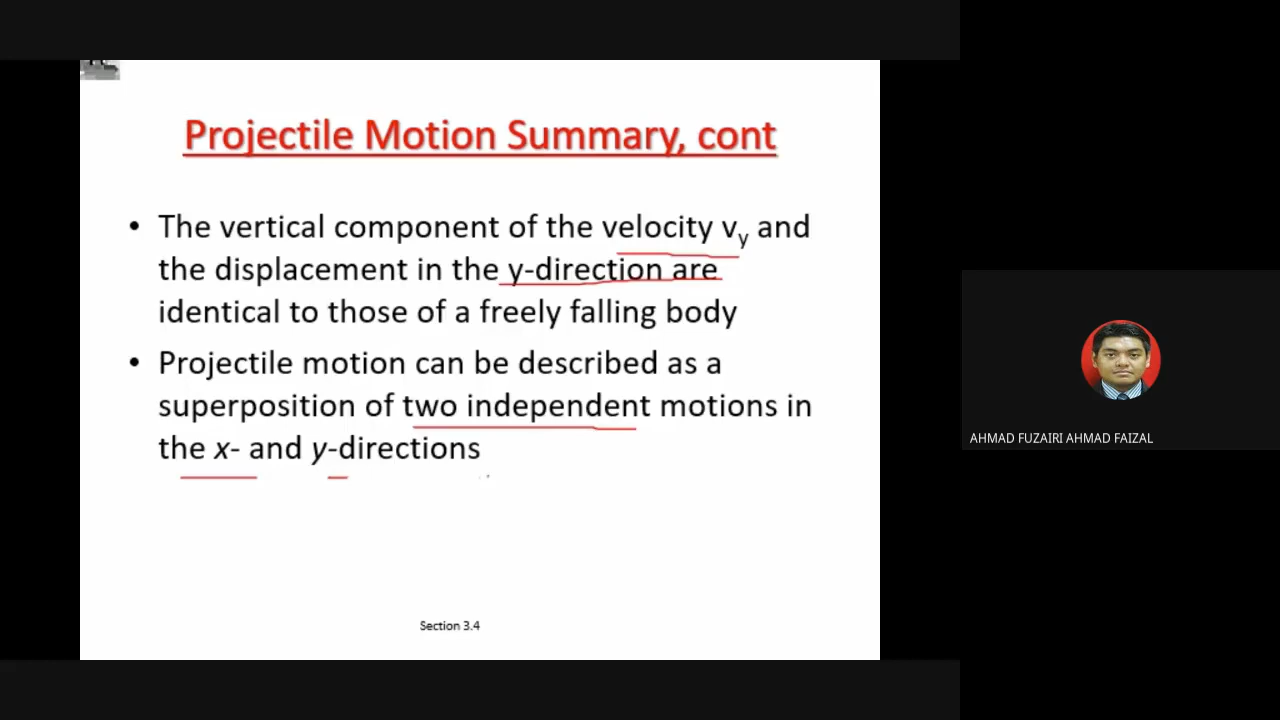 Projectile Motion Summary, cont
• The vertical component of the velocity vy and
the displacement in the y-direction are
identical to those of a freely falling body
• Projectile motion can be described as a
superposition of two independent motions in
the x- and y-directions
Section 3.4
AHMAD FUZAIRI AHMAD FAIZAL